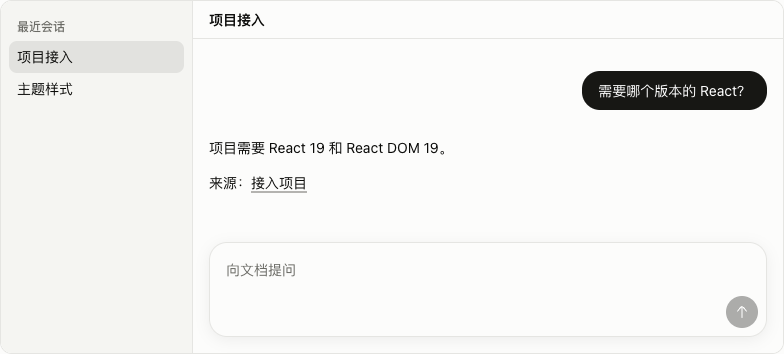 最近会话
项目接入
主题样式
项目接入
需要哪个版本的 React?
项目需要 React 19 和 React DOM 19。
来源：接入项目
向文档提问